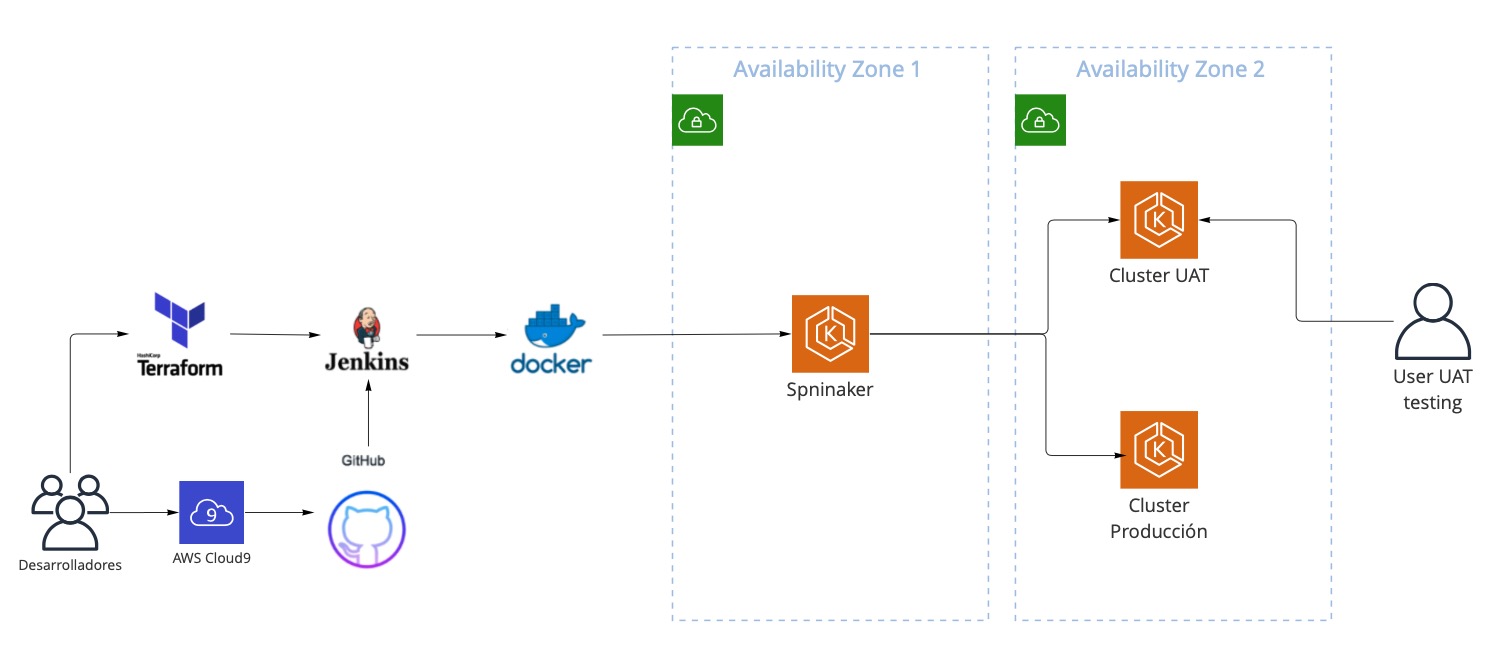 Availability Zone 1
Availability Zone 2
Cluster UAT
HashiCorp
Terraform
Jenkins
docker
Spninaker
User UAT
testing
GitHub
9
Cluster
Producción
Desarrolladores
AWS Cloud9
K
K
K